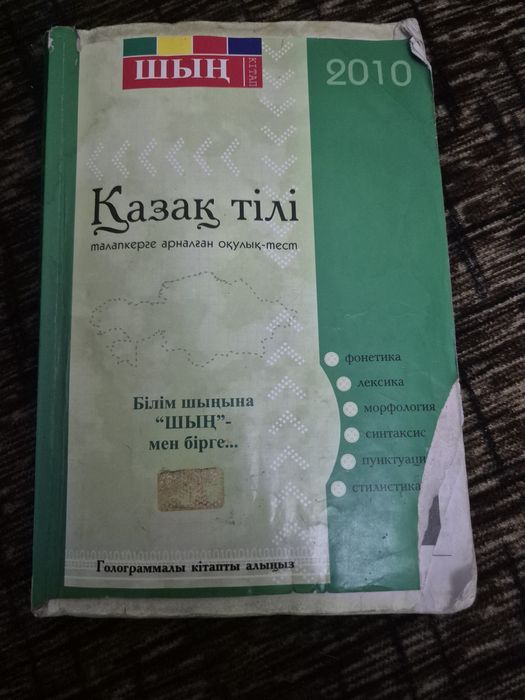 ШЫҢ
КІТАП
2010
Қазақ тілі
талапкерге арналған оқулық-тест
фонетика
лексика
морфология
синтаксис
пунктуаци
стилистика
Білім шыңына
“ШЫҢ”-
мен бірге...
Голограммалы кітапты алыңыз